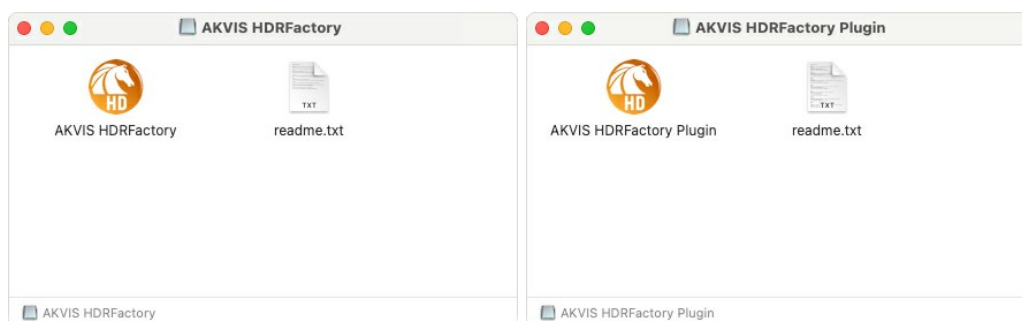 AKVIS HDRFactory
HD
TXT
AKVIS HDRFactory
readme.txt
AKVIS HDRFactory
AKVIS HDRFactory Plugin
HD
TXT
AKVIS HDRFactory Plugin
readme.txt
AKVIS HDRFactory Plugin